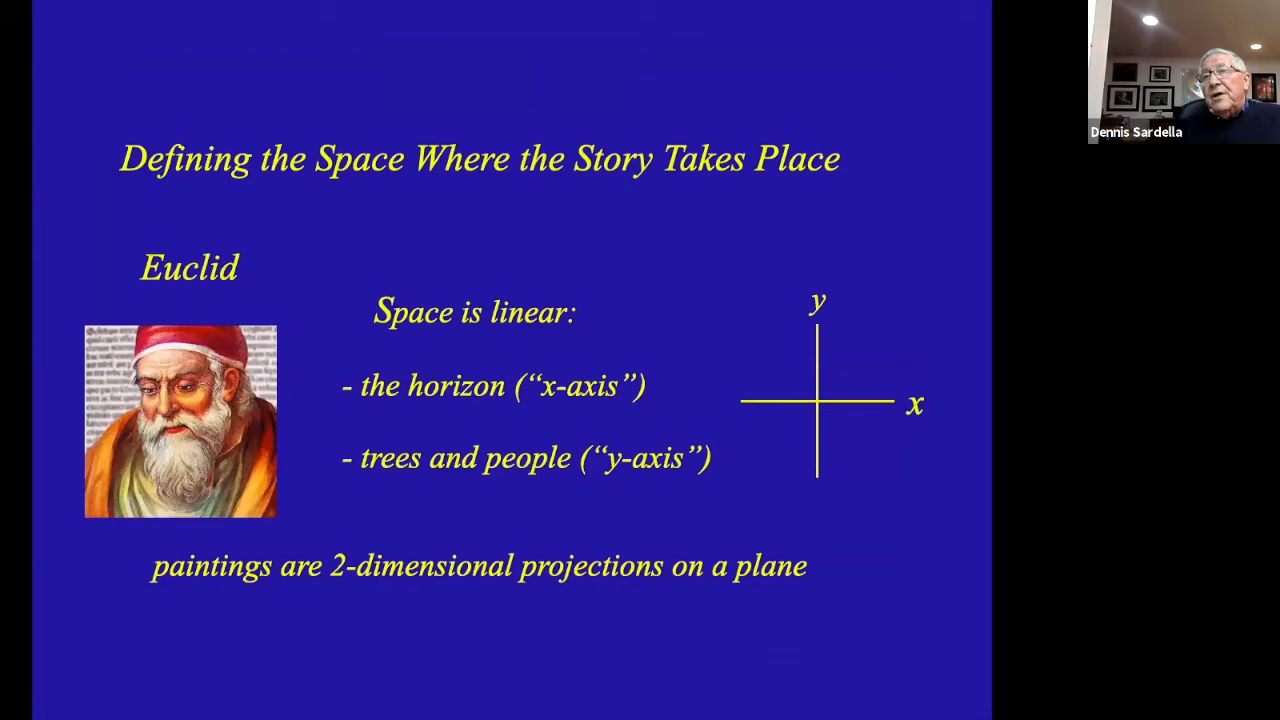 Defining the Space Where the Story Takes Place
Euclid
Space is linear:
- the horizon (“x-axis”)
- trees and people (“y-axis”)
y
x
paintings are 2-dimensional projections on a plane
Dennis Sardella